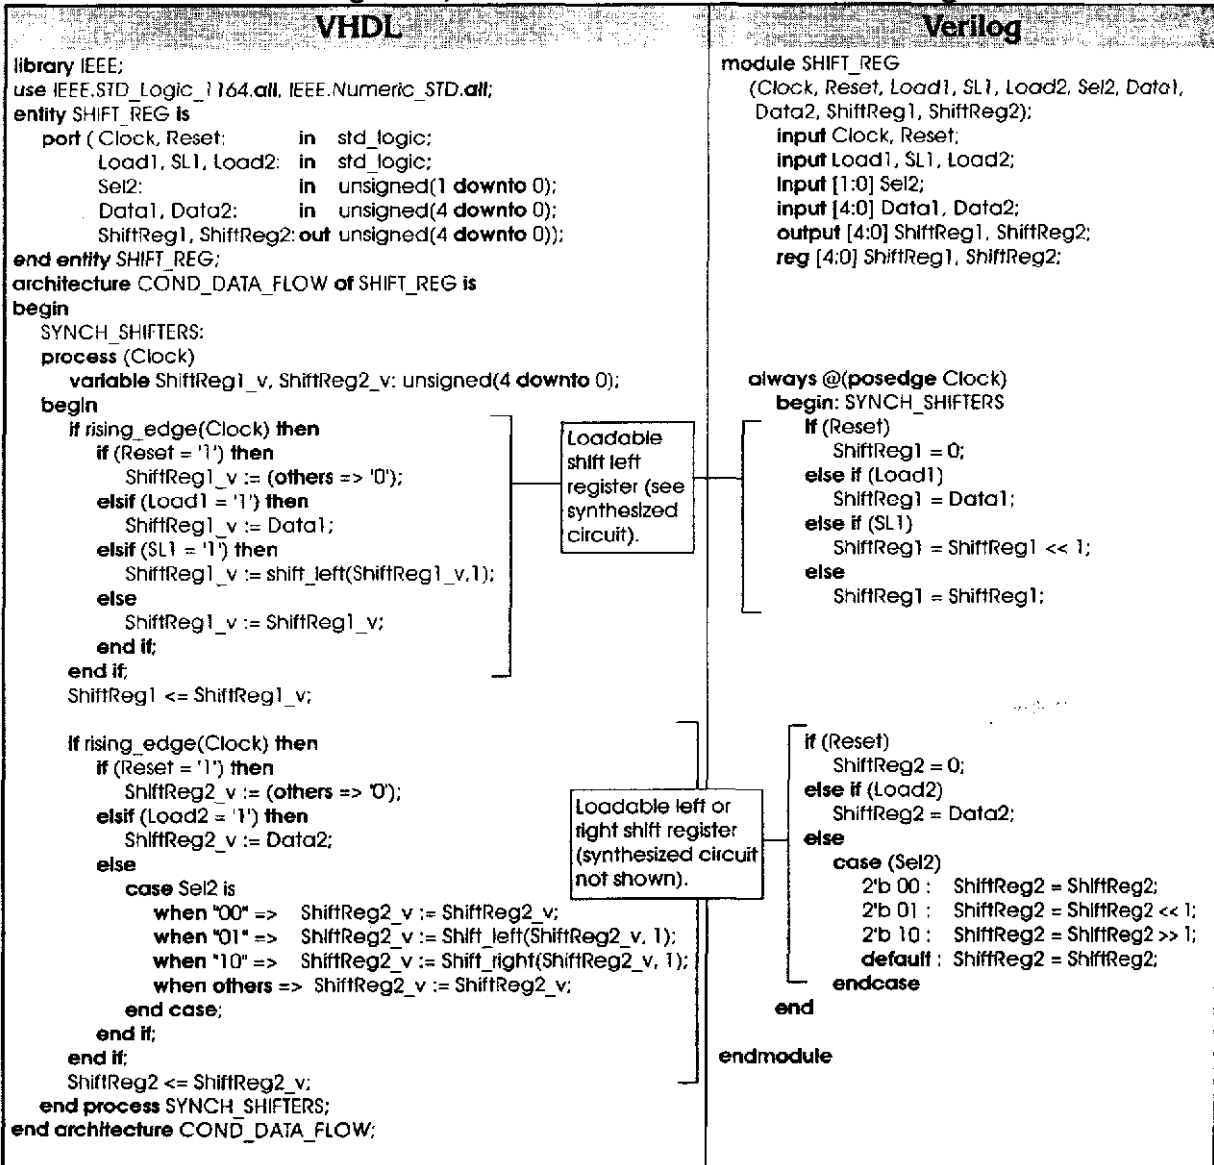 VHDL
library IEEE;
use IEEE.STD_Logic_1164.all, IEEE.Numeric_STD.all;
entity SHIFT_REG is
port ( Clock, Reset: in std_logic;
Load1, SL1, Load2: in std_logic;
Sel2: in unsigned(1 downto 0);
Data1, Data2: in unsigned(4 downto 0);
ShiftReg1, ShiftReg2: out unsigned(4 downto 0));
end entity SHIFT_REG;
architecture COND_DATA_FLOW of SHIFT_REG is
begin
SYNCH_SHIFTERS:
process (Clock)
variable ShiftReg1_v, ShiftReg2_v: unsigned(4 downto 0);
begin
if rising_edge(Clock) then
if (Reset = '1') then
ShiftReg1_v := (others => '0');
elsif (Load1 = '1') then
ShiftReg1_v := Data1;
elsif (SL1 = '1') then
ShiftReg1_v := shift_left(ShiftReg1_v,1);
else
ShiftReg1_v := ShiftReg1_v;
end if;
end if;
ShiftReg1 <= ShiftReg1_v;
if rising_edge(Clock) then
if (Reset = '1') then
ShiftReg2_v := (others => '0');
elsif (Load2 = '1') then
ShiftReg2_v := Data2;
else
case Sel2 is
when "00" => ShiftReg2_v := ShiftReg2_v;
when "01" => ShiftReg2_v := Shift_left(ShiftReg2_v, 1);
when "10" => ShiftReg2_v := Shift_right(ShiftReg2_v, 1);
when others => ShiftReg2_v := ShiftReg2_v;
end case;
end if;
end if;
ShiftReg2 <= ShiftReg2_v;
end process SYNCH_SHIFTERS;
end architecture COND_DATA_FLOW;
Loadable
shift left
register (see
synthesized
circuit).
Loadable left or
right shift register
(synthesized circuit
not shown).
Verilog
module SHIFT_REG
(Clock, Reset, Load1, SL1, Load2, Sel2, Data1,
Data2, ShiftReg1, ShiftReg2);
input Clock, Reset;
input Load1, SL1, Load2;
input [1:0] Sel2;
input [4:0] Data1, Data2;
output [4:0] ShiftReg1, ShiftReg2;
reg [4:0] ShiftReg1, ShiftReg2;
always @(posedge Clock)
begin: SYNCH_SHIFTERS
if (Reset)
ShiftReg1 = 0;
else if (Load1)
ShiftReg1 = Data1;
else if (SL1)
ShiftReg1 = ShiftReg1 << 1;
else
ShiftReg1 = ShiftReg1;
if (Reset)
ShiftReg2 = 0;
else if (Load2)
ShiftReg2 = Data2;
else
case (Sel2)
2'b 00 : ShiftReg2 = ShiftReg2;
2'b 01 : ShiftReg2 = ShiftReg2 << 1;
2'b 10 : ShiftReg2 = ShiftReg2 >> 1;
default : ShiftReg2 = ShiftReg2;
endcase
end
endmodule